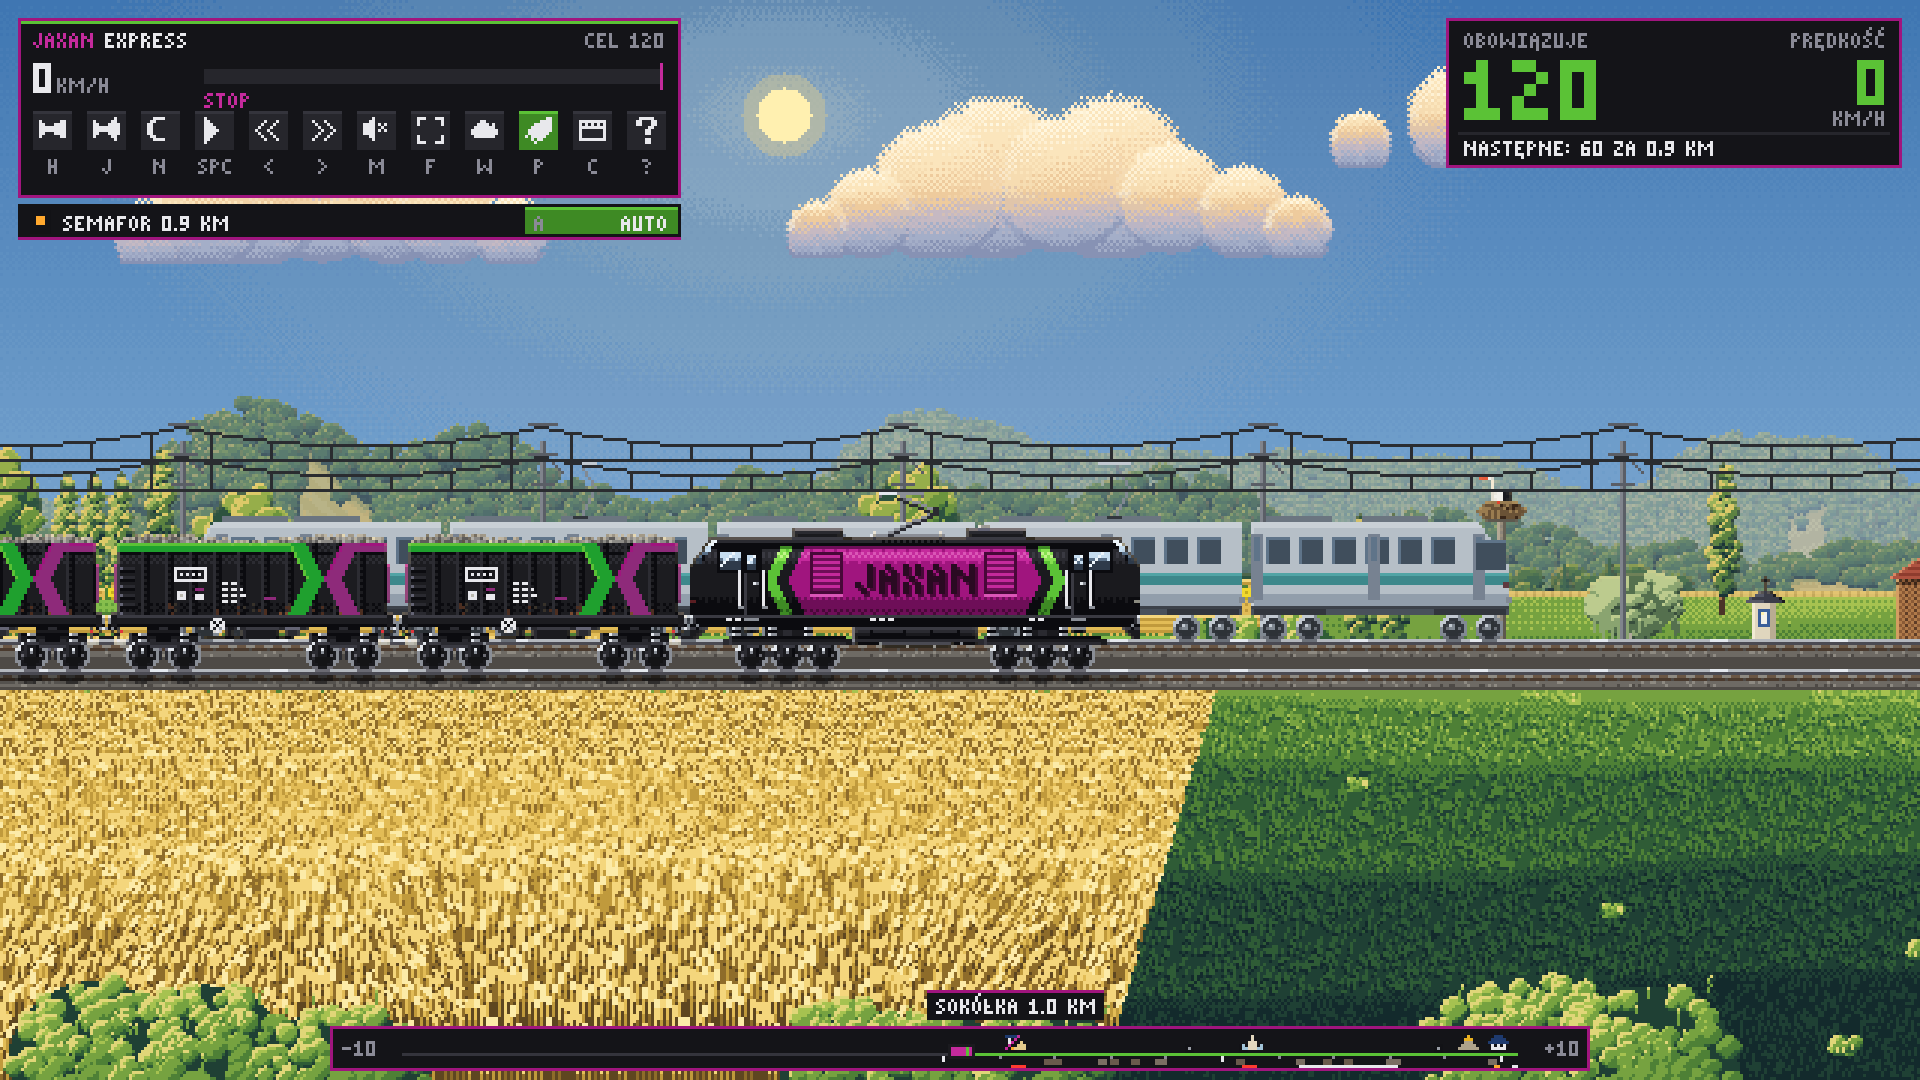 JAXAN EXPRESS
CEL 120
0 KM/H
STOP
H J N SPC < > M F W P C ?
SEMAFOR 0.9 KM
A AUTO
OBOWIĄZUJE
PRĘDKOŚĆ
120
0
KM/H
NASTĘPNE: 60 ZA 0.9 KM
JAXAN
SOKÓŁKA 1.0 KM
-10
+10